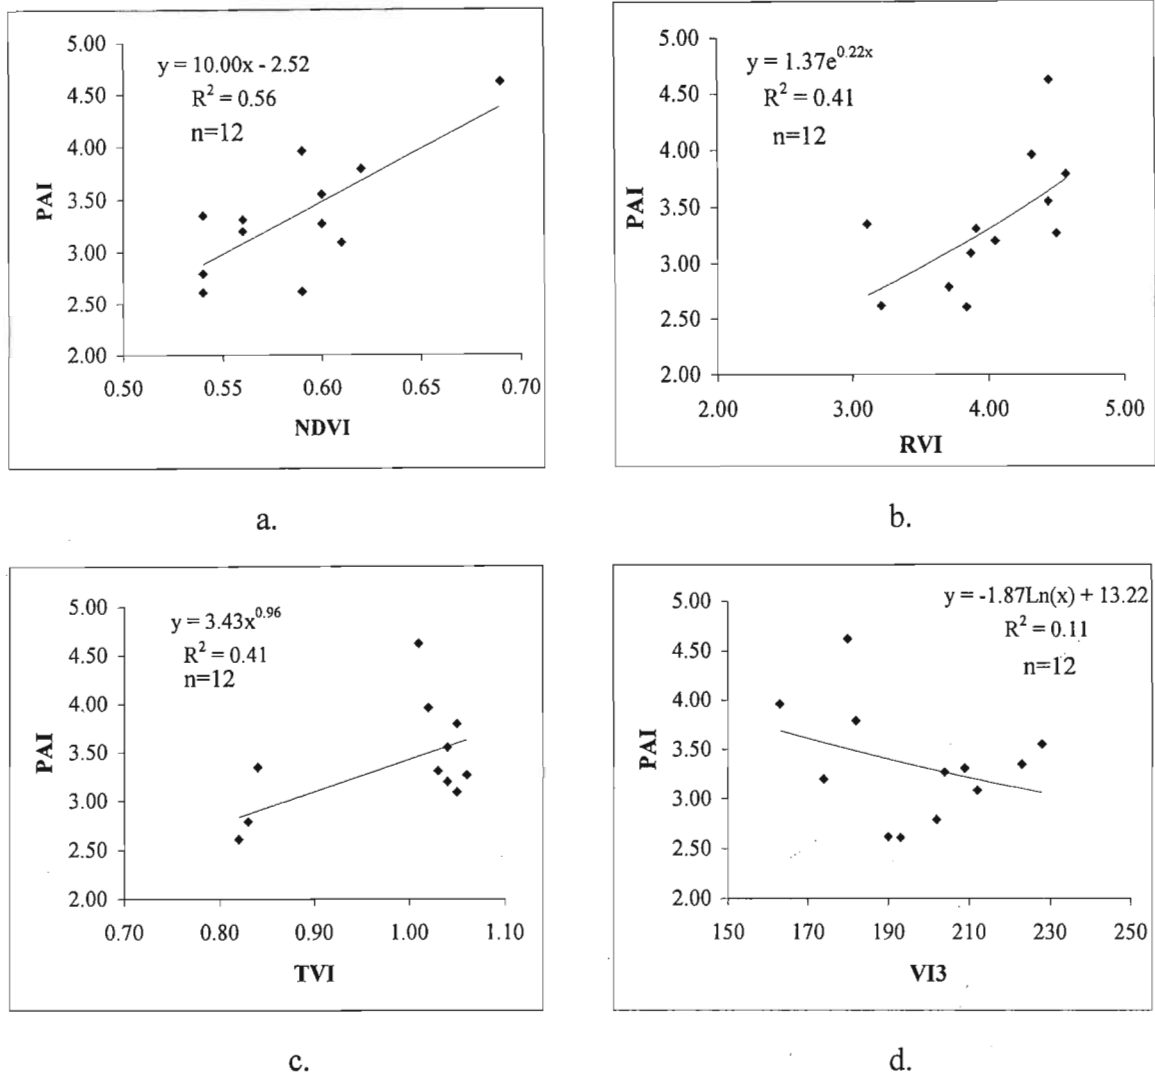 y = 10.00x - 2.52
R² = 0.56
n=12
5.00
4.50
4.00
3.50
3.00
2.50
2.00
PAI
0.50 0.55 0.60 0.65 0.70
NDVI
a.
y = 1.37e^0.22x
R² = 0.41
n=12
5.00
4.50
4.00
3.50
3.00
2.50
2.00
PAI
2.00 3.00 4.00 5.00
RVI
b.
y = 3.43x^0.96
R² = 0.41
n=12
5.00
4.50
4.00
3.50
3.00
2.50
2.00
PAI
0.70 0.80 0.90 1.00 1.10
TVI
c.
y = -1.87Ln(x) + 13.22
R² = 0.11
n=12
5.00
4.50
4.00
3.50
3.00
2.50
2.00
PAI
150 170 190 210 230 250
VI3
d.